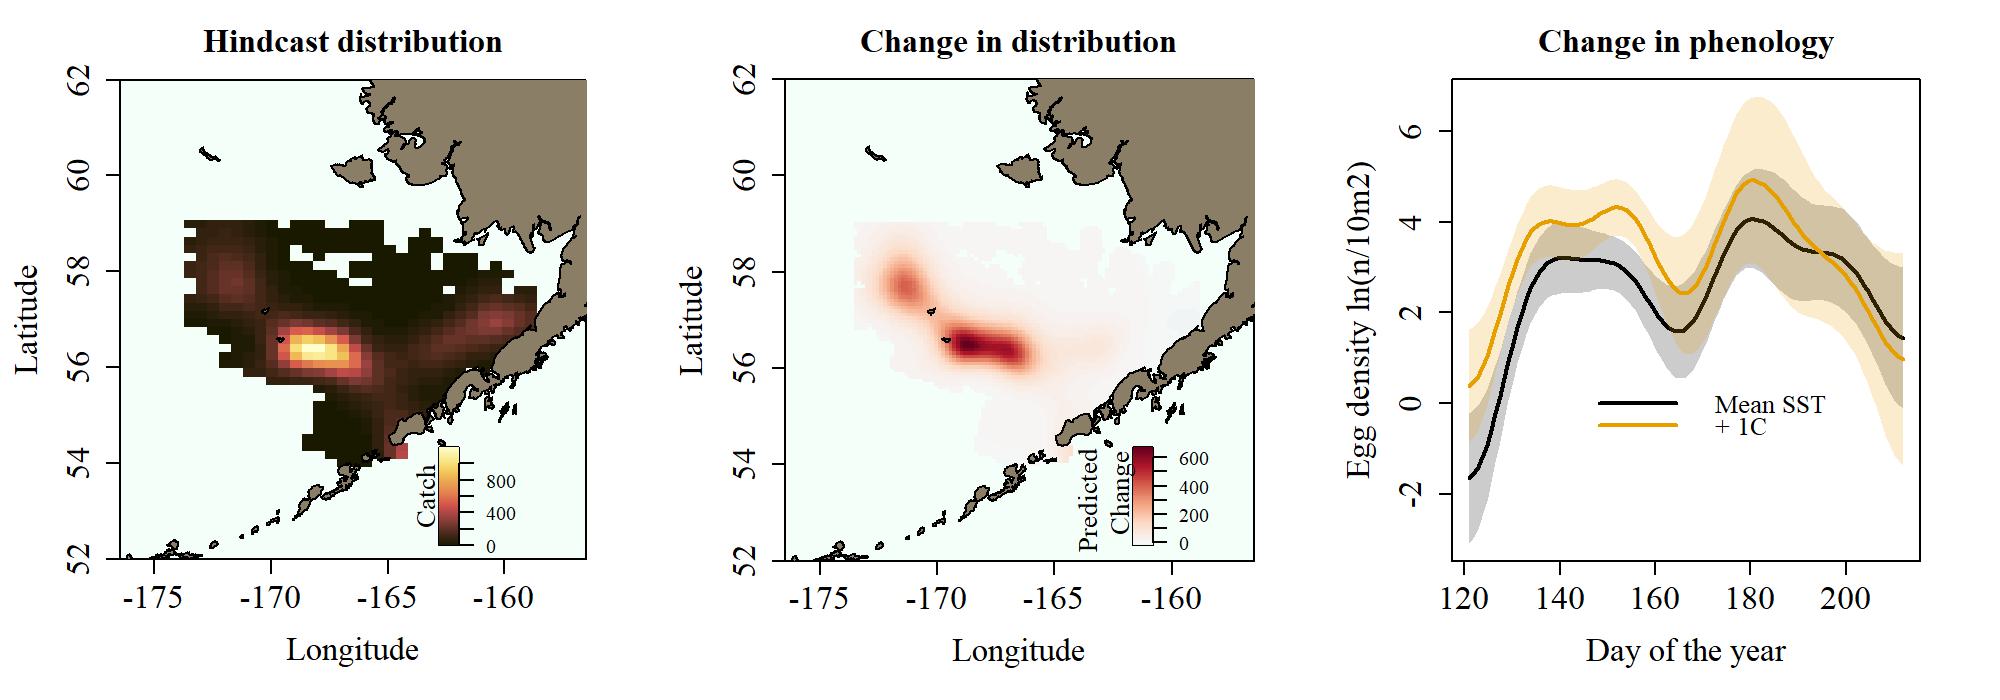 Hindcast distribution
62
60
58
56
54
52
Latitude
-175
-170
-165
-160
Longitude
Catch
800
400
0
Change in distribution
62
60
58
56
54
52
Latitude
-175
-170
-165
-160
Longitude
Predicted
Change
600
400
200
0
Change in phenology
6
4
2
0
-2
Egg density ln(n/10m2)
Mean SST
+ 1C
120
140
160
180
200
Day of the year